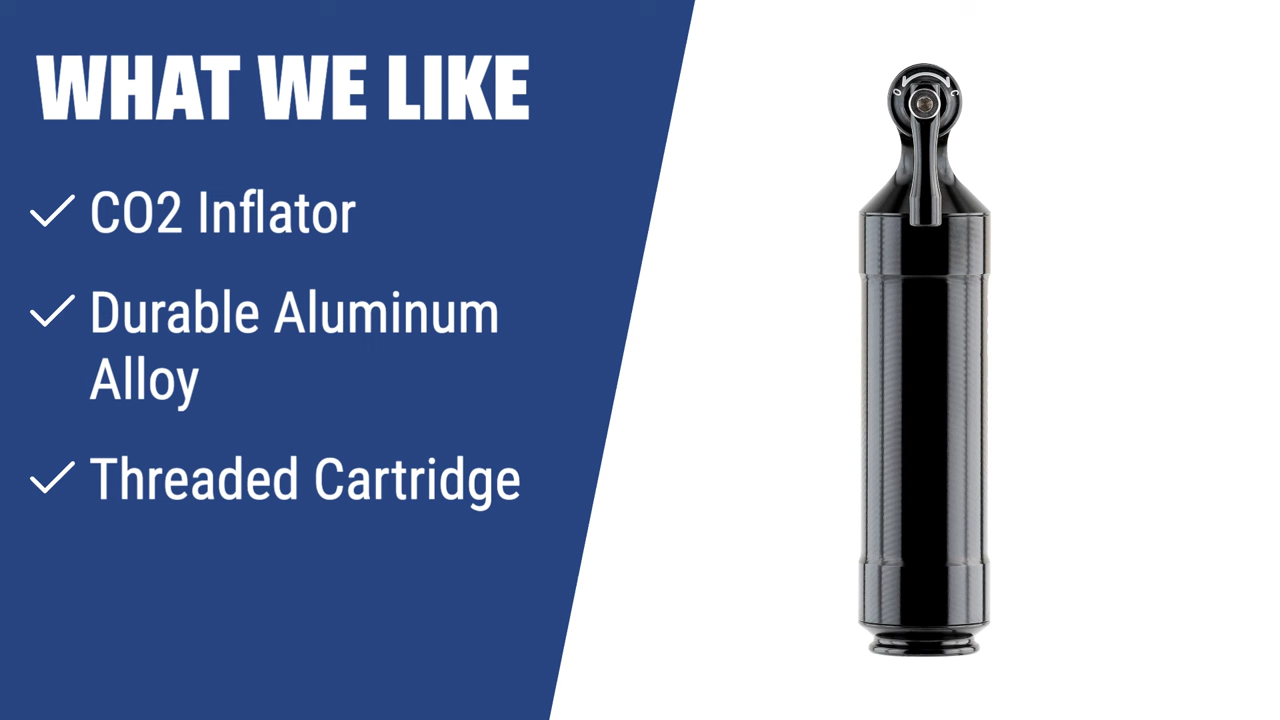 WHAT WE LIKE
CO2 Inflator
Durable Aluminum
Alloy
Threaded Cartridge
O C